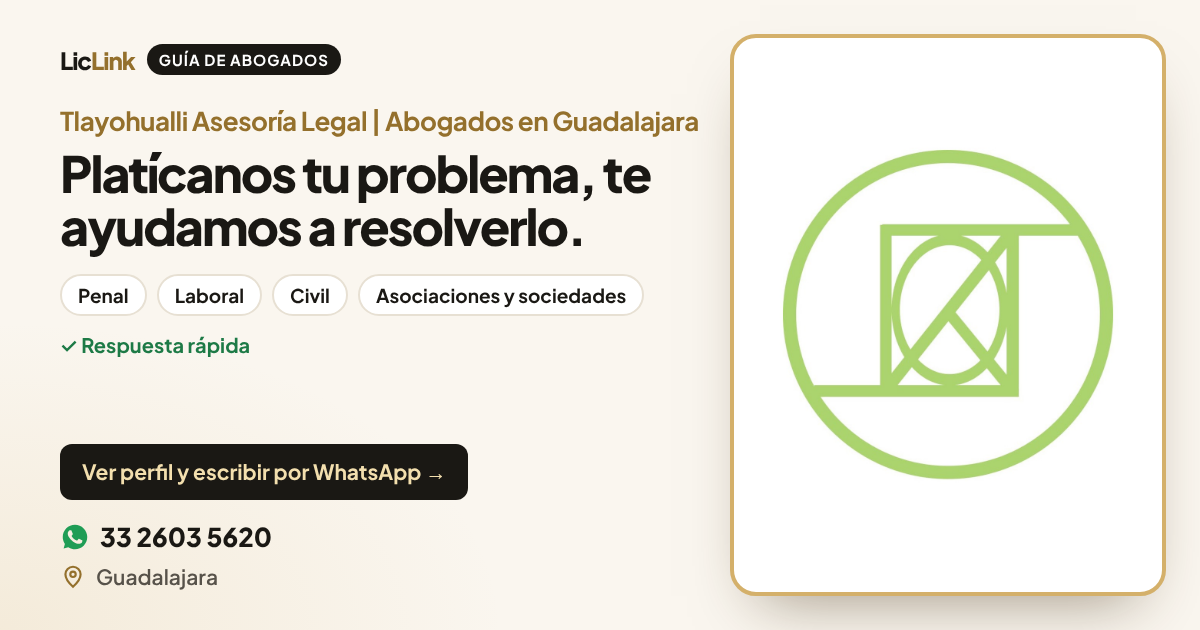 LicLink GUÍA DE ABOGADOS
Tlayohualli Asesoría Legal | Abogados en Guadalajara
Platícanos tu problema, te
ayudamos a resolverlo.
Penal Laboral Civil Asociaciones y sociedades
✓ Respuesta rápida
Ver perfil y escribir por WhatsApp →
33 2603 5620
Guadalajara